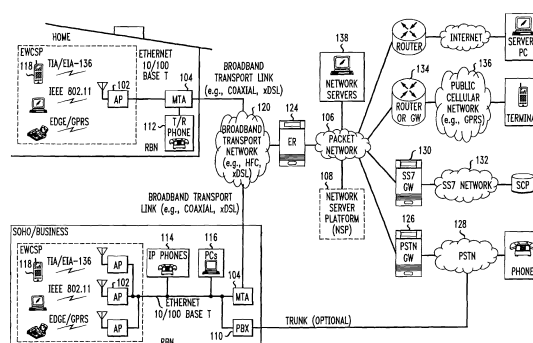 HOME
EWCSP
TIA/EIA-136
118
IEEE 802.11
EDGE/GPRS
AP
102
ETHERNET
10/100
BASE T
104
MTA
T/R
PHONE
112
RBN
BROADBAND
TRANSPORT LINK
(e.g., COAXIAL, xDSL)
120
BROADBAND
TRANSPORT
NETWORK
(e.g., HFC,
xDSL)
124
ER
BROADBAND TRANSPORT
LINK (e.g., COAXIAL, xDSL)
138
NETWORK
SERVERS
106
PACKET
NETWORK
108
NETWORK
SERVER
PLATFORM
(NSP)
ROUTER
INTERNET
SERVER
PC
134
ROUTER
OR GW
136
PUBLIC
CELLULAR
NETWORK
(e.g., GPRS)
TERMINA
130
SS7
GW
132
SS7 NETWORK
SCP
126
PSTN
GW
128
PSTN
PHONE
SOHO/BUSINESS
EWCSP
TIA/EIA-136
118
IEEE 802.11
EDGE/GPRS
AP
102
AP
AP
114
IP PHONES
116
PCs
ETHERNET
10/100 BASE T
104
MTA
110
PBX
TRUNK (OPTIONAL)
RBN